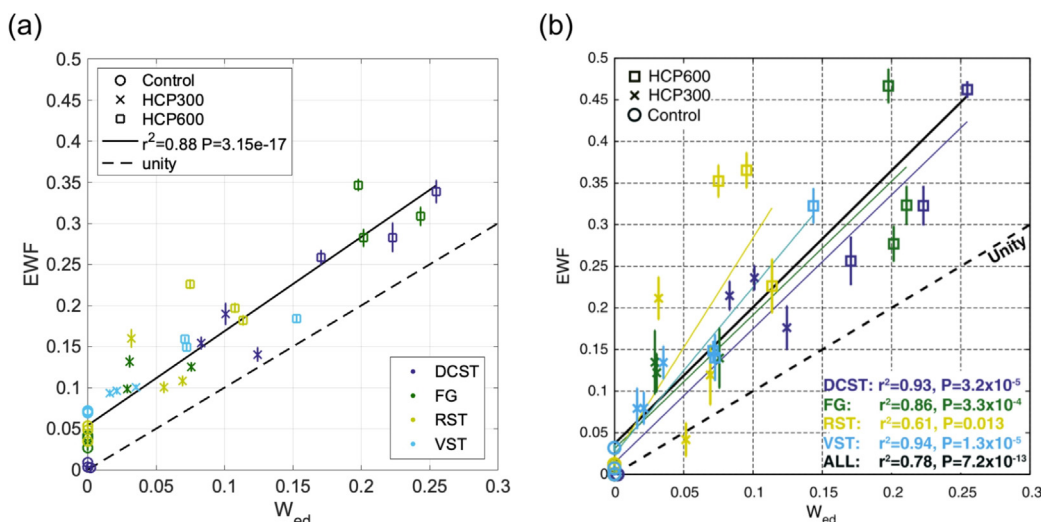 (a)
0.5
0.45
0.4
0.35
0.3
0.25
0.2
0.15
0.1
0.05
0
EWF
Control
HCP300
HCP600
r²=0.88 P=3.15e-17
unity
DCST
FG
RST
VST
0 0.05 0.1 0.15 0.2 0.25 0.3
W_ed
(b)
0.5
0.45
0.4
0.35
0.3
0.25
0.2
0.15
0.1
0.05
0
EWF
HCP600
HCP300
Control
Unity
DCST: r²=0.93, P=3.2x10⁻⁵
FG: r²=0.86, P=3.3x10⁻⁴
RST: r²=0.61, P=0.013
VST: r²=0.94, P=1.3x10⁻⁵
ALL: r²=0.78, P=7.2x10⁻¹³
0 0.05 0.1 0.15 0.2 0.25 0.3
W_ed